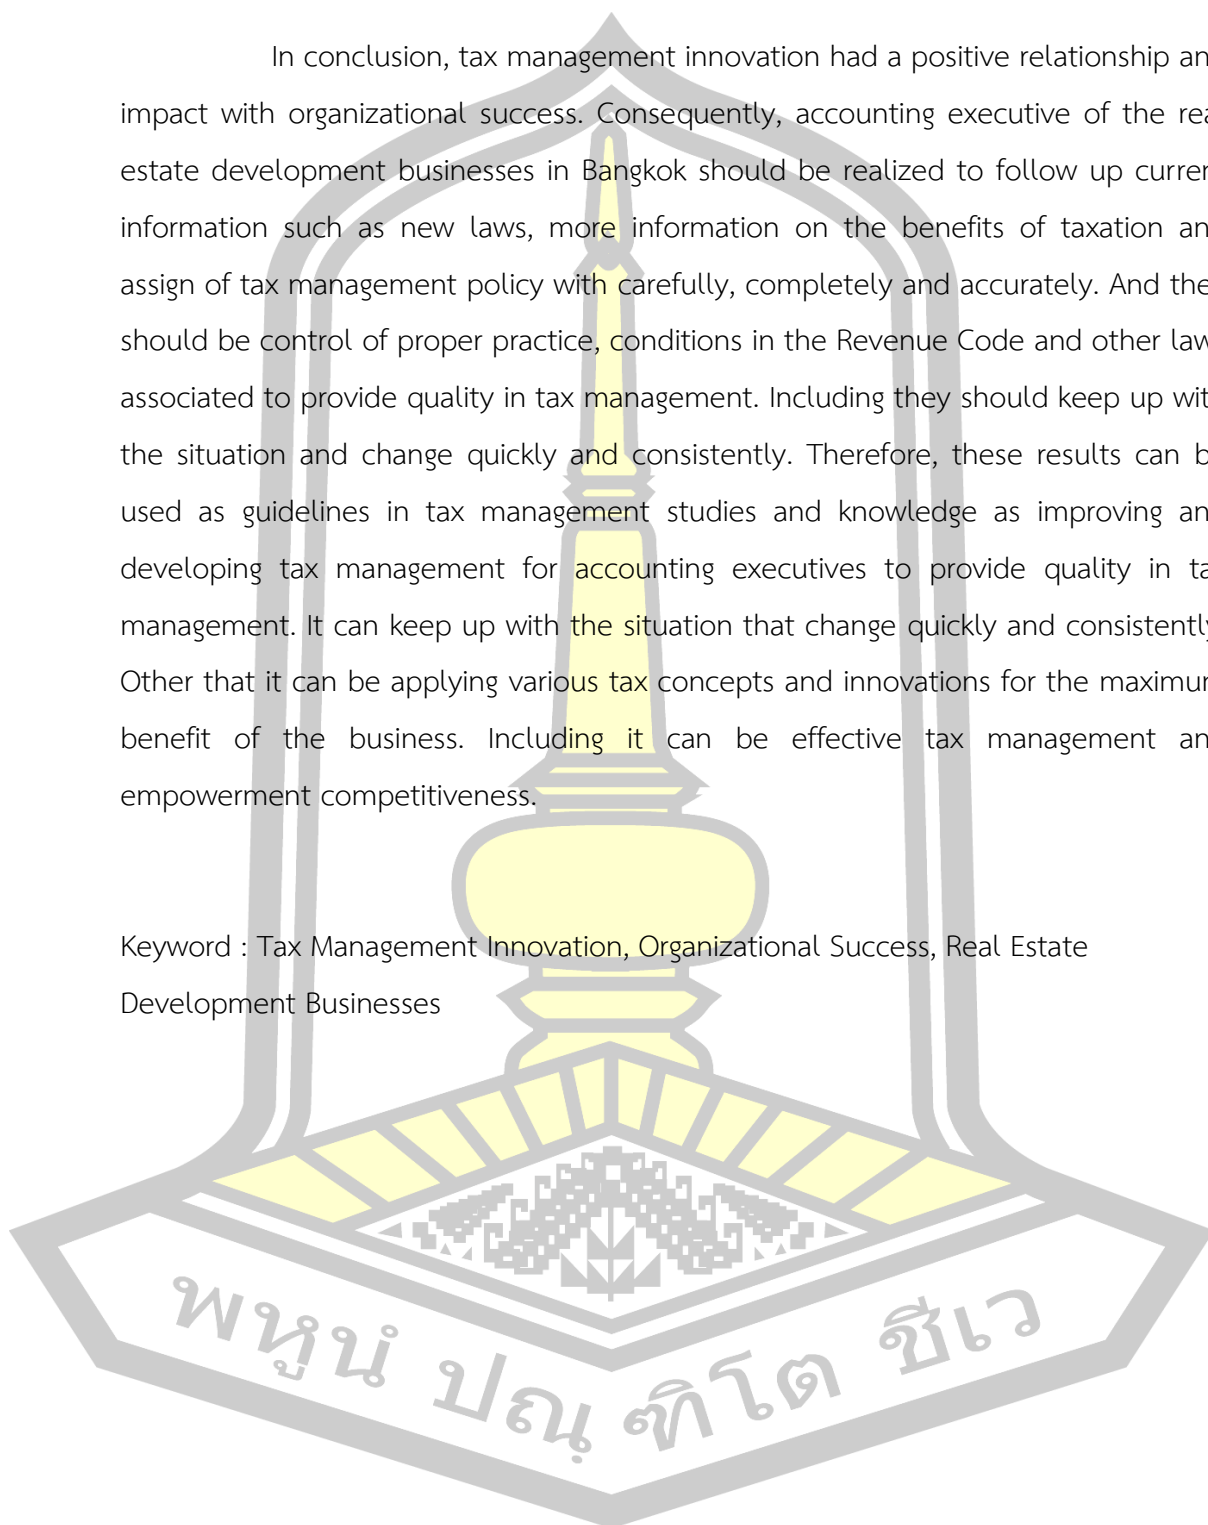 In conclusion, tax management innovation had a positive relationship an
impact with organizational success. Consequently, accounting executive of the rea
estate development businesses in Bangkok should be realized to follow up curren
information such as new laws, more information on the benefits of taxation an
assign of tax management policy with carefully, completely and accurately. And the
should be control of proper practice, conditions in the Revenue Code and other law
associated to provide quality in tax management. Including they should keep up wit
the situation and change quickly and consistently. Therefore, these results can b
used as guidelines in tax management studies and knowledge as improving an
developing tax management for accounting executives to provide quality in ta
management. It can keep up with the situation that change quickly and consistently
Other that it can be applying various tax concepts and innovations for the maximu
benefit of the business. Including it can be effective tax management an
empowerment competitiveness.
Keyword : Tax Management Innovation, Organizational Success, Real Estate
Development Businesses
พหูนํ ปณฺฑิโต ชีเว